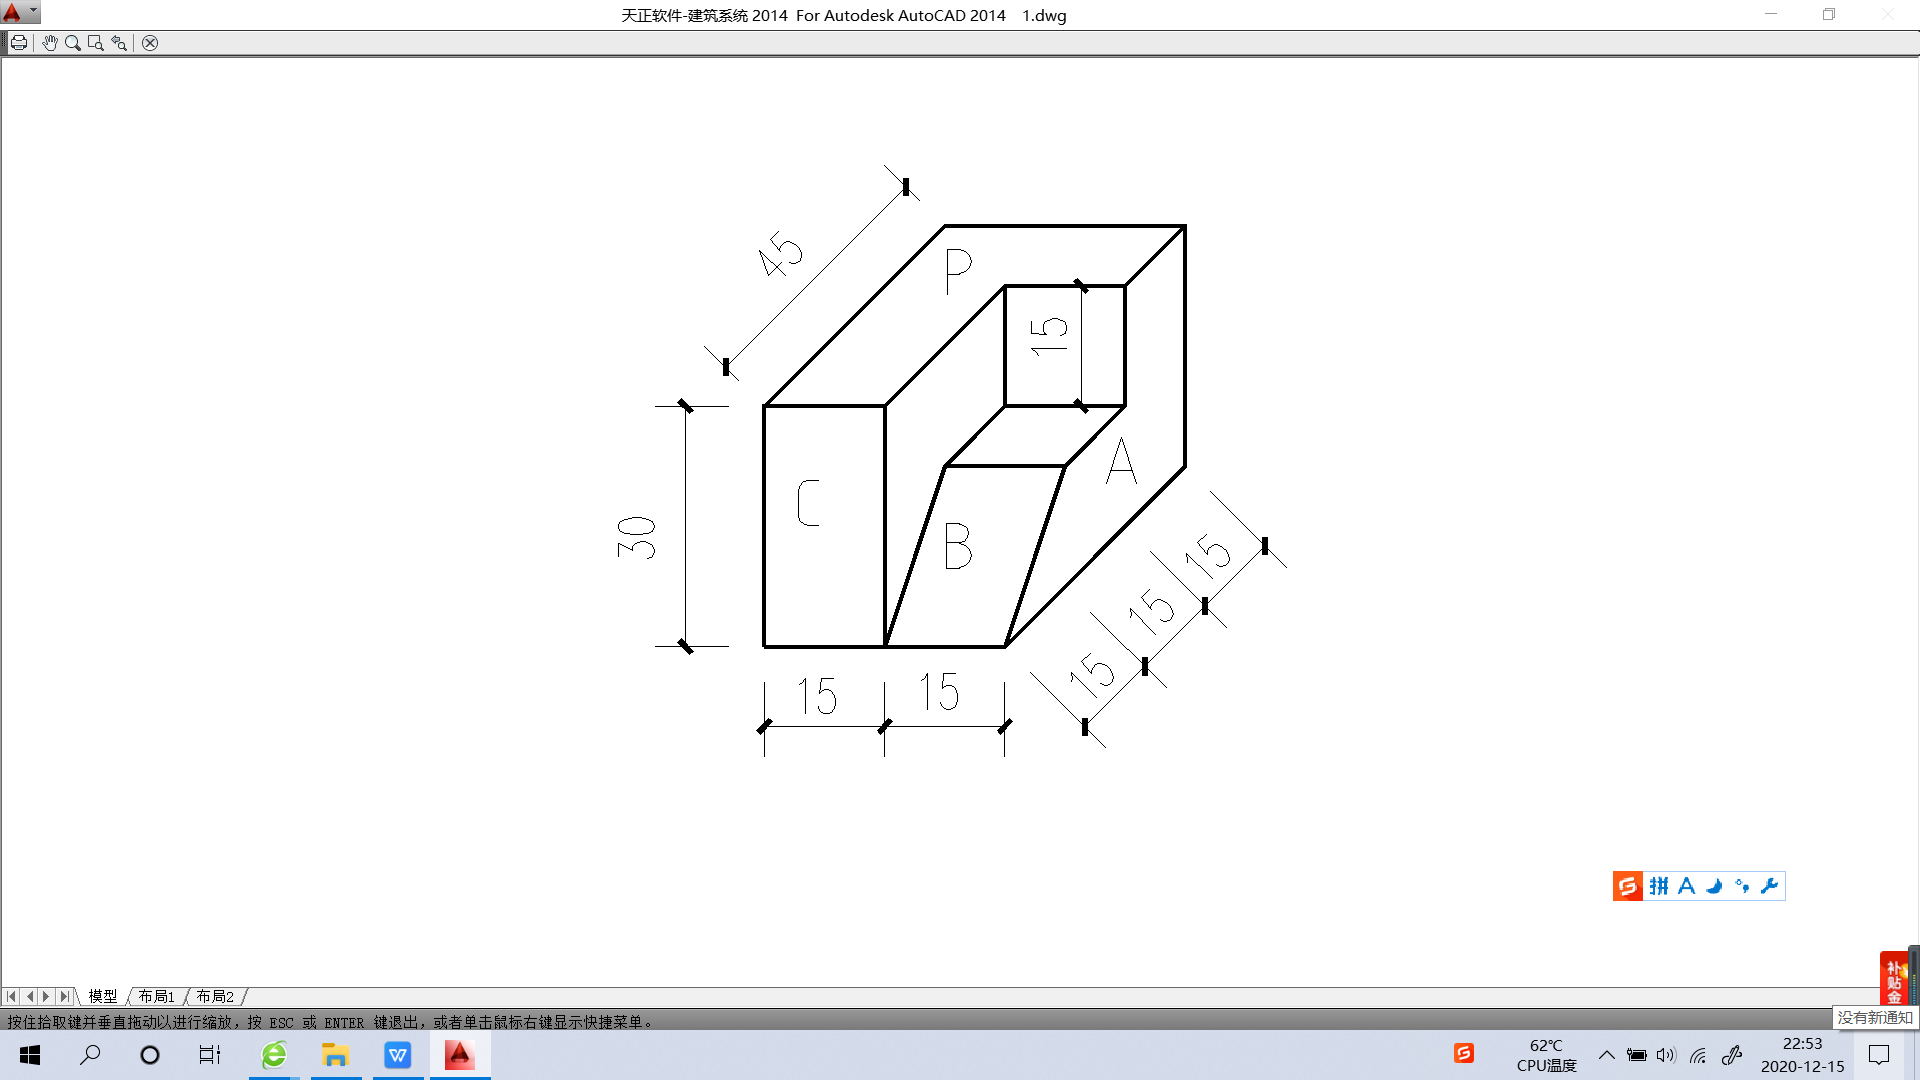 天正软件-建筑系统 2014  For Autodesk AutoCAD 2014    1.dwg
45
P
15
C
A
30
B
15
15
15
15
15
拼 A
补贴金
模型 布局1 布局2
没有新通知
按住拾取键并垂直拖动以进行缩放，按 ESC 或 ENTER 键退出，或者单击鼠标右键显示快捷菜单。
62℃
CPU温度
22:53
2020-12-15